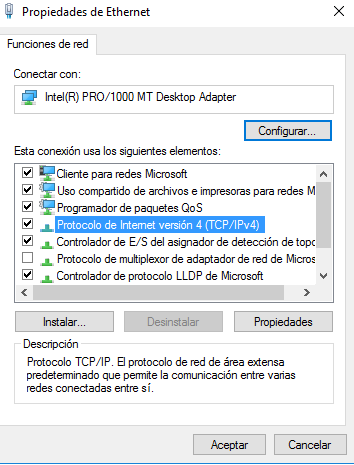 Propiedades de Ethernet
Funciones de red
Conectar con:
Intel(R) PRO/1000 MT Desktop Adapter
Configurar...
Esta conexión usa los siguientes elementos:
Cliente para redes Microsoft
Uso compartido de archivos e impresoras para redes M
Programador de paquetes QoS
Protocolo de Internet versión 4 (TCP/IPv4)
Controlador de E/S del asignador de detección de topo
Protocolo de multiplexor de adaptador de red de Micros
Controlador de protocolo LLDP de Microsoft
Instalar... Desinstalar Propiedades
Descripción
Protocolo TCP/IP. El protocolo de red de área extensa
predeterminado que permite la comunicación entre varias
redes conectadas entre sí.
Aceptar Cancelar